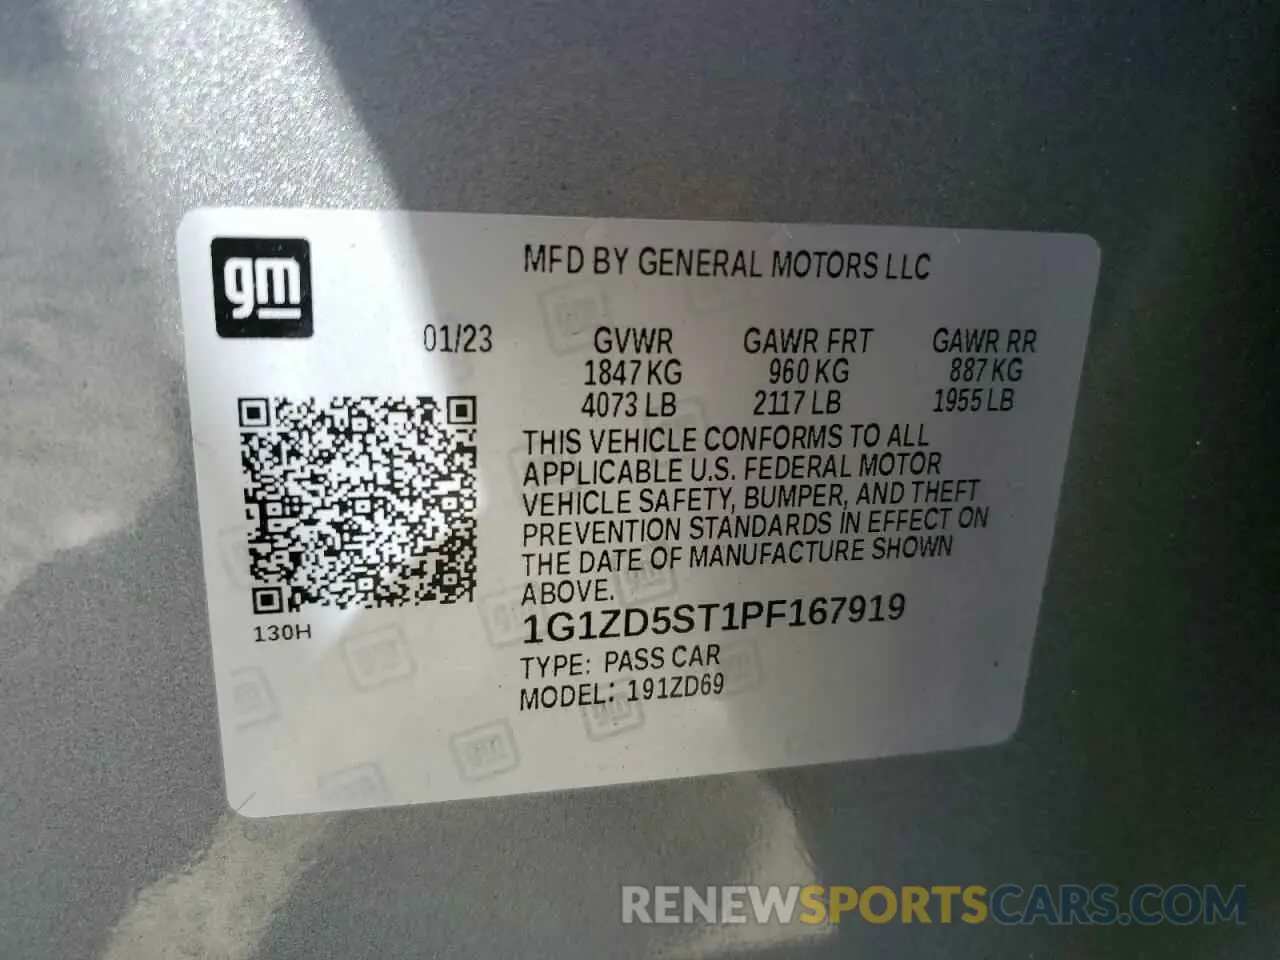 gm
MFD BY GENERAL MOTORS LLC
01/23 GVWR GAWR FRT GAWR RR
1847 KG 960 KG 887 KG
4073 LB 2117 LB 1955 LB
THIS VEHICLE CONFORMS TO ALL
APPLICABLE U.S. FEDERAL MOTOR
VEHICLE SAFETY, BUMPER, AND THEFT
PREVENTION STANDARDS IN EFFECT ON
THE DATE OF MANUFACTURE SHOWN
ABOVE.
130H
1G1ZD5ST1PF167919
TYPE: PASS CAR
MODEL: 191ZD69
RENEWSPORTSCARS.COM